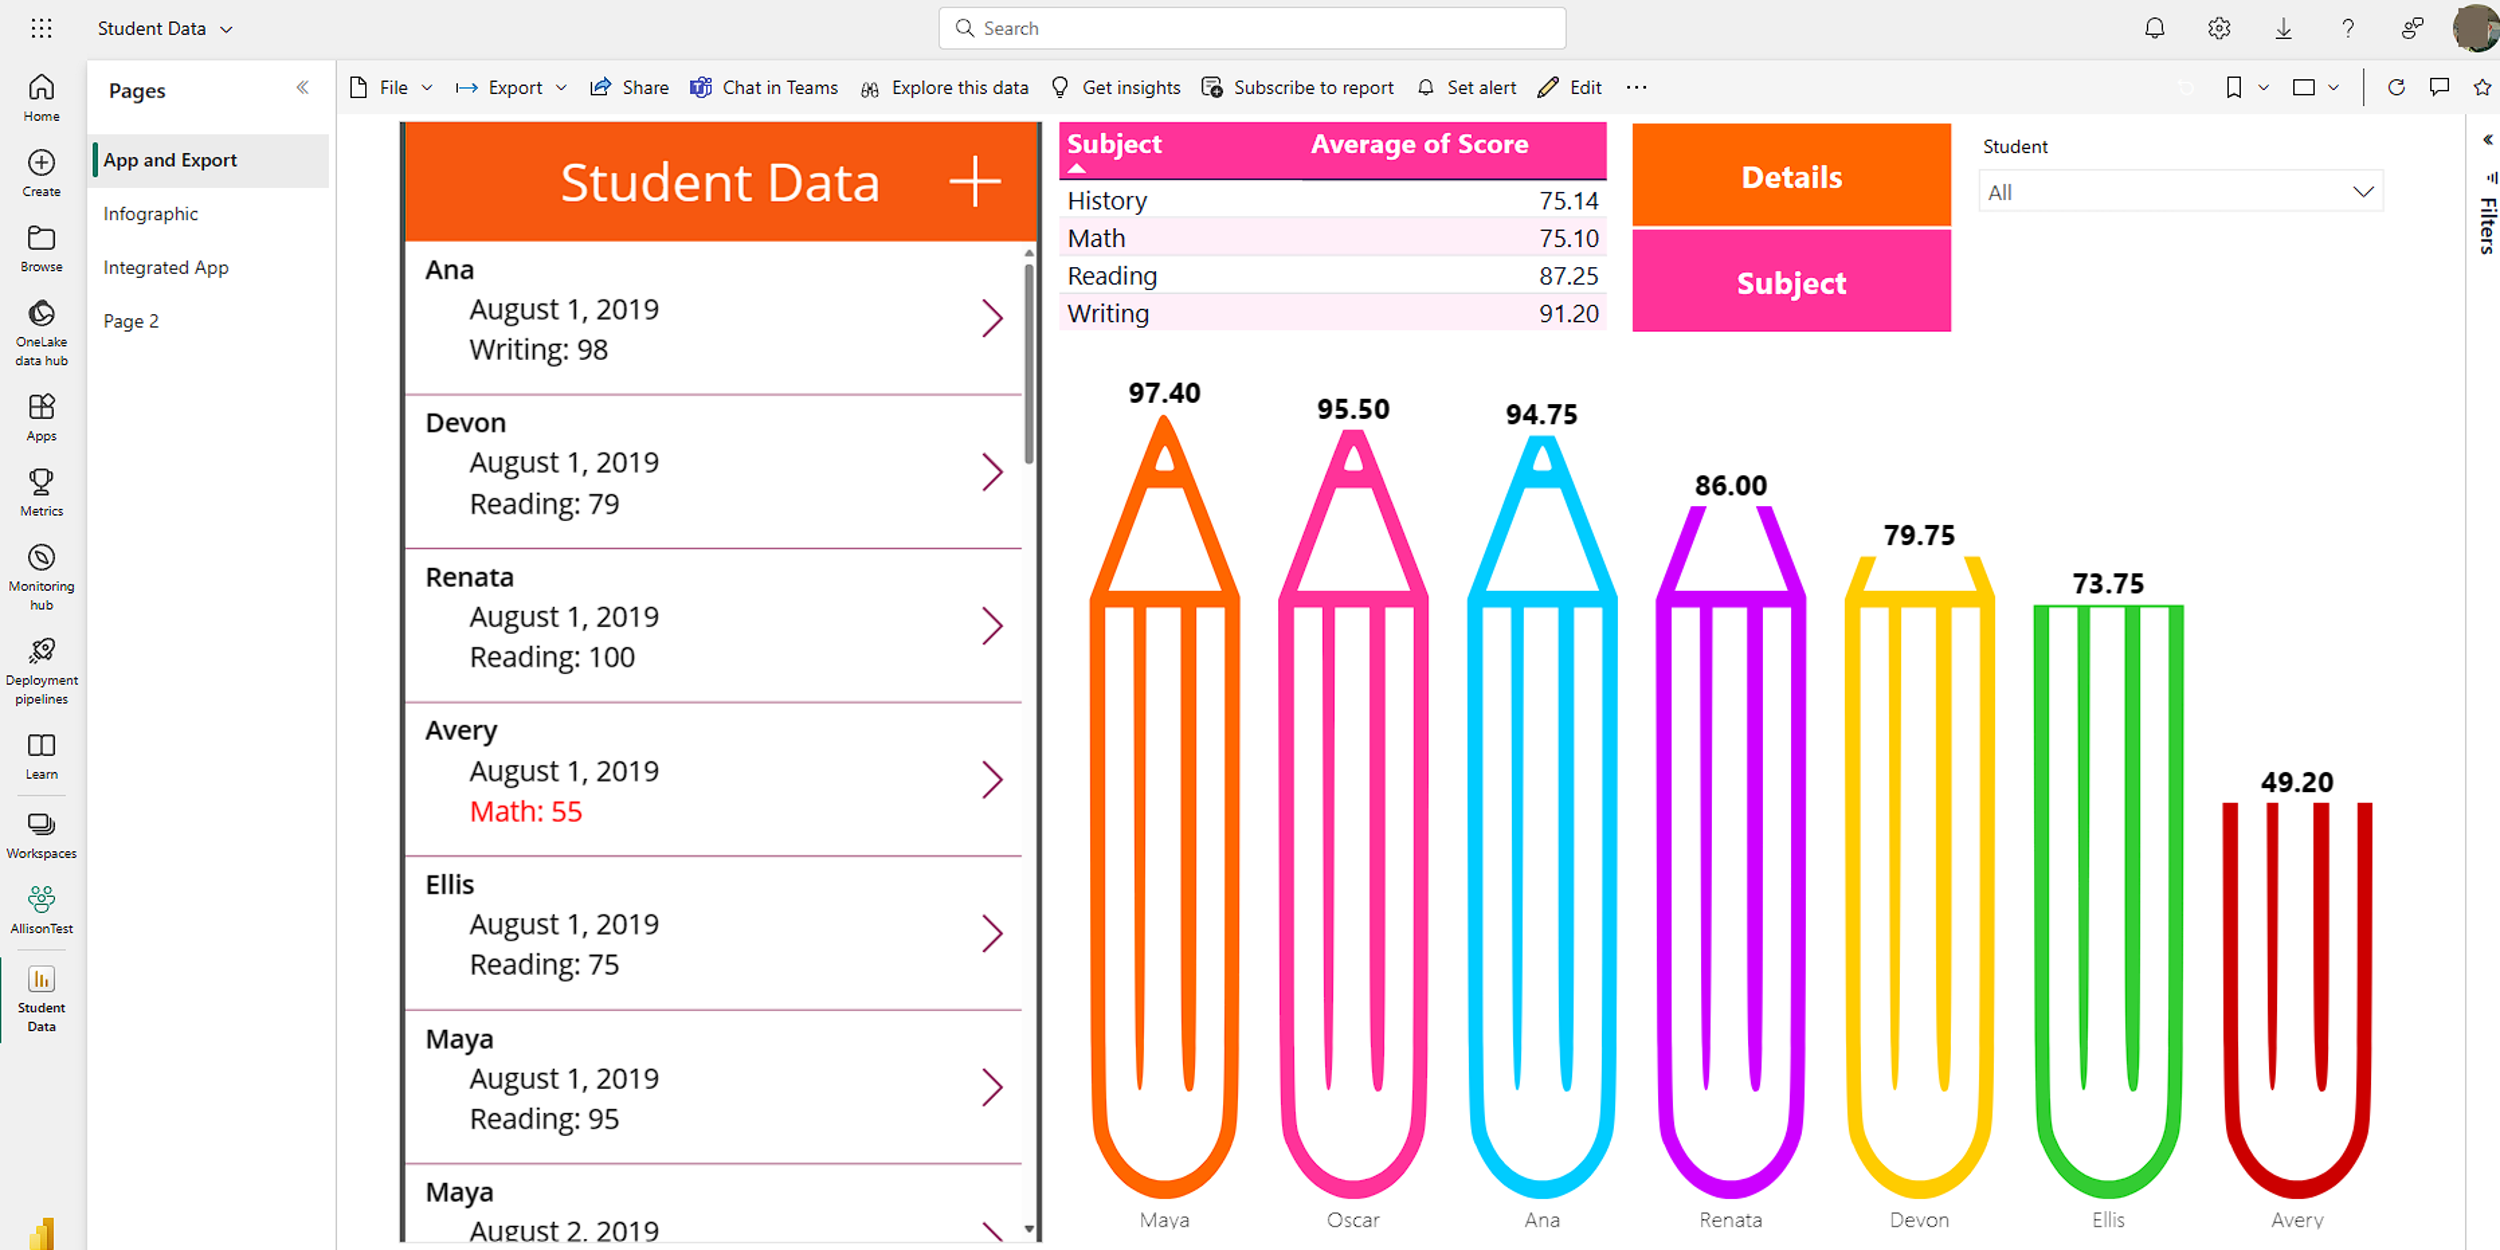 Student Data
Search
Home
Create
Browse
OneLake
data hub
Apps
Metrics
Monitoring
hub
Deployment
pipelines
Learn
Workspaces
AllisonTest
Student
Data
Pages
App and Export
Infographic
Integrated App
Page 2
File
Export
Share
Chat in Teams
Explore this data
Get insights
Subscribe to report
Set alert
Edit
Student Data
Ana
August 1, 2019
Writing: 98
Devon
August 1, 2019
Reading: 79
Renata
August 1, 2019
Reading: 100
Avery
August 1, 2019
Math: 55
Ellis
August 1, 2019
Reading: 75
Maya
August 1, 2019
Reading: 95
Maya
August 2, 2019
Subject Average of Score
History 75.14
Math 75.10
Reading 87.25
Writing 91.20
Details
Subject
Student
All
Filters
97.40
95.50
94.75
86.00
79.75
73.75
49.20
Maya
Oscar
Ana
Renata
Devon
Ellis
Avery